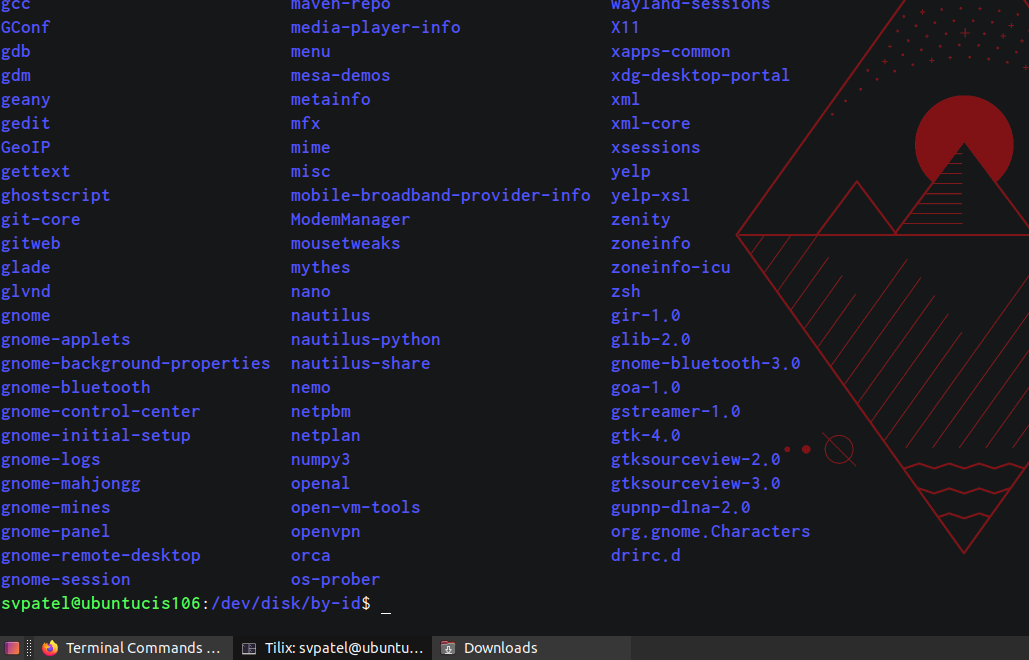 gcc maven-repo wayland-sessions
GConf media-player-info X11
gdb menu xapps-common
gdm mesa-demos xdg-desktop-portal
geany metainfo xml
gedit mfx xml-core
GeoIP mime xsessions
gettext misc yelp
ghostscript mobile-broadband-provider-info yelp-xsl
git-core ModemManager zenity
gitweb mousetweaks zoneinfo
glade mythes zoneinfo-icu
glvnd nano zsh
gnome nautilus gir-1.0
gnome-applets nautilus-python glib-2.0
gnome-background-properties nautilus-share gnome-bluetooth-3.0
gnome-bluetooth nemo goa-1.0
gnome-control-center netpbm gstreamer-1.0
gnome-initial-setup netplan gtk-4.0
gnome-logs numpy3 gtksourceview-2.0
gnome-mahjongg openal gtksourceview-3.0
gnome-mines open-vm-tools gupnp-dlna-2.0
gnome-panel openvpn org.gnome.Characters
gnome-remote-desktop orca drirc.d
gnome-session os-prober
svpatel@ubuntucis106:/dev/disk/by-id$ _
Terminal Commands ... Tilix: svpatel@ubuntu... Downloads